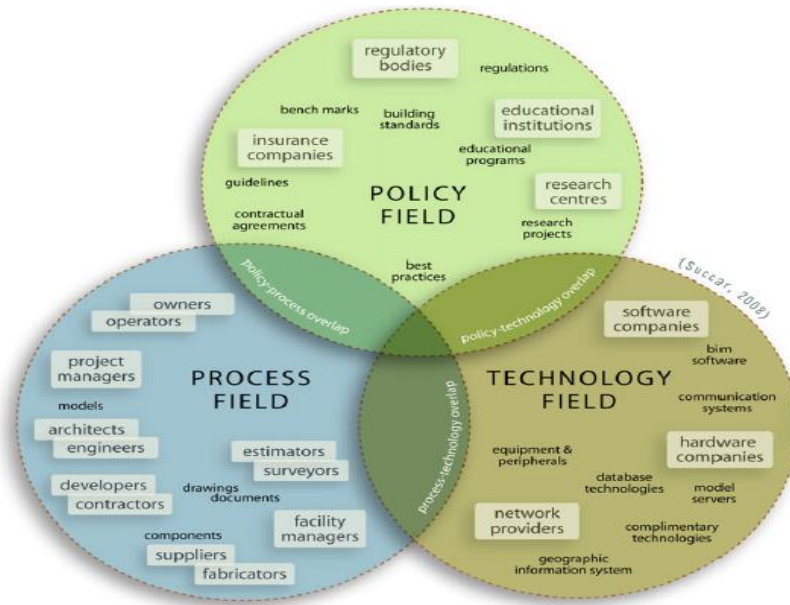 regulatory
bodies
regulations
bench marks
building
standards
educational
institutions
insurance
companies
educational
programs
guidelines
research
centres
POLICY
FIELD
contractual
agreements
research
projects
best
practices
policy-process overlap
policy-technology overlap
(Succar, 2008)
owners
operators
project
managers
PROCESS
FIELD
models
architects
engineers
estimators
surveyors
developers
contractors
drawings
documents
components
facility
managers
suppliers
fabricators
process-technology overlap
software
companies
bim
software
TECHNOLOGY
FIELD
communication
systems
equipment &
peripherals
hardware
companies
database
technologies
model
servers
network
providers
complimentary
technologies
geographic
information system